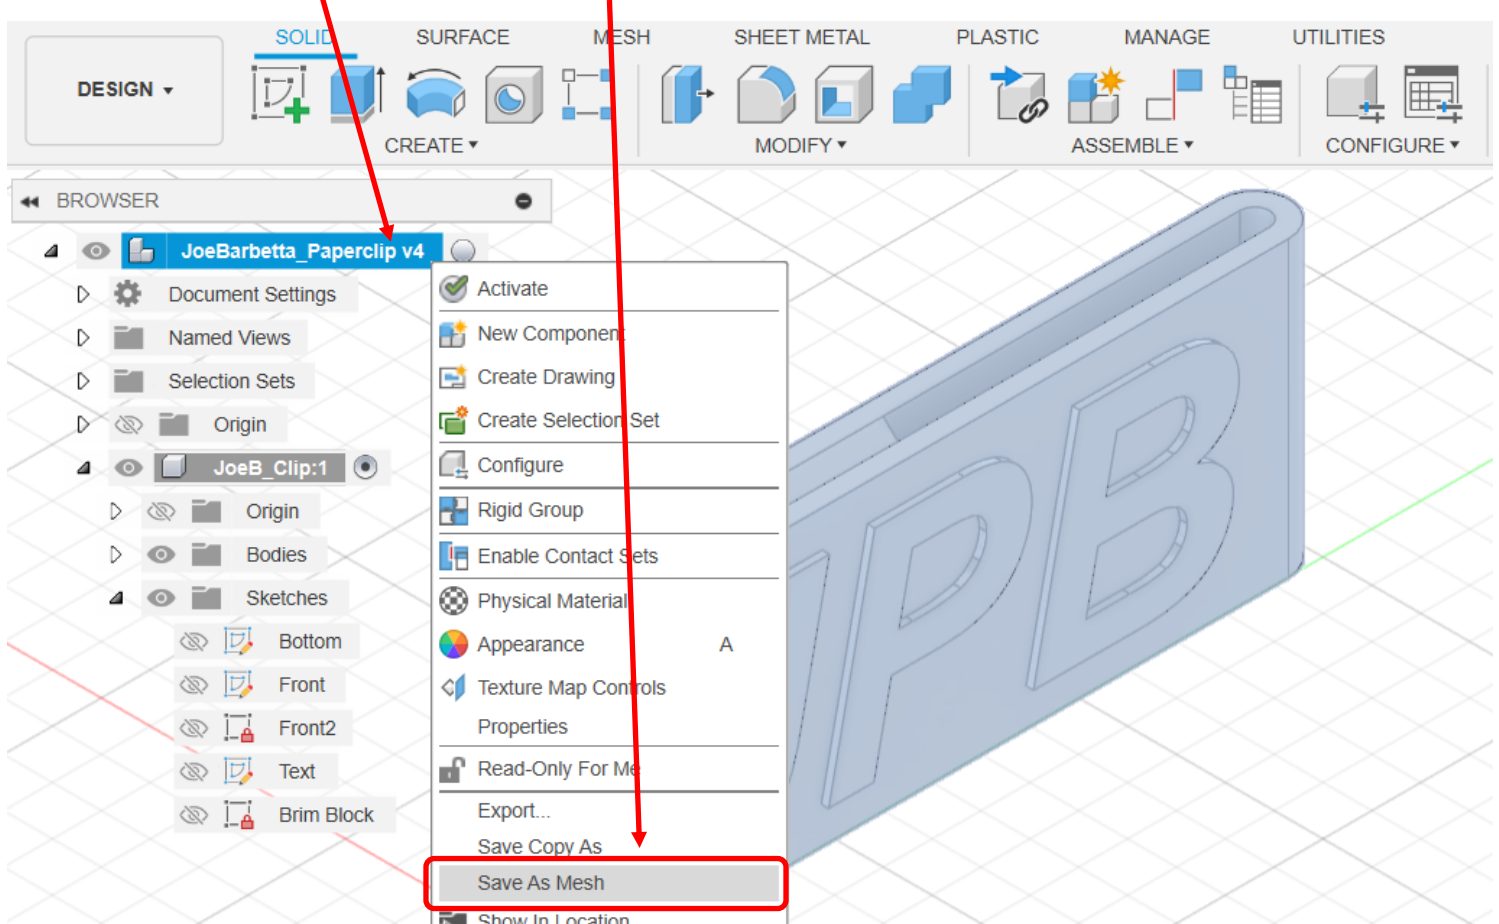 SOLID SURFACE MESH SHEET METAL PLASTIC MANAGE UTILITIES
DESIGN ▾
CREATE ▾ MODIFY ▾ ASSEMBLE ▾ CONFIGURE ▾
BROWSER
JoeBarbetta_Paperclip v4
Document Settings
Named Views
Selection Sets
Origin
JoeB_Clip:1
Origin
Bodies
Sketches
Bottom
Front
Front2
Text
Brim Block
Activate
New Component
Create Drawing
Create Selection Set
Configure
Rigid Group
Enable Contact Sets
Physical Material
Appearance A
Texture Map Controls
Properties
Read-Only For Me
Export...
Save Copy As
Save As Mesh
Show In Location
PB